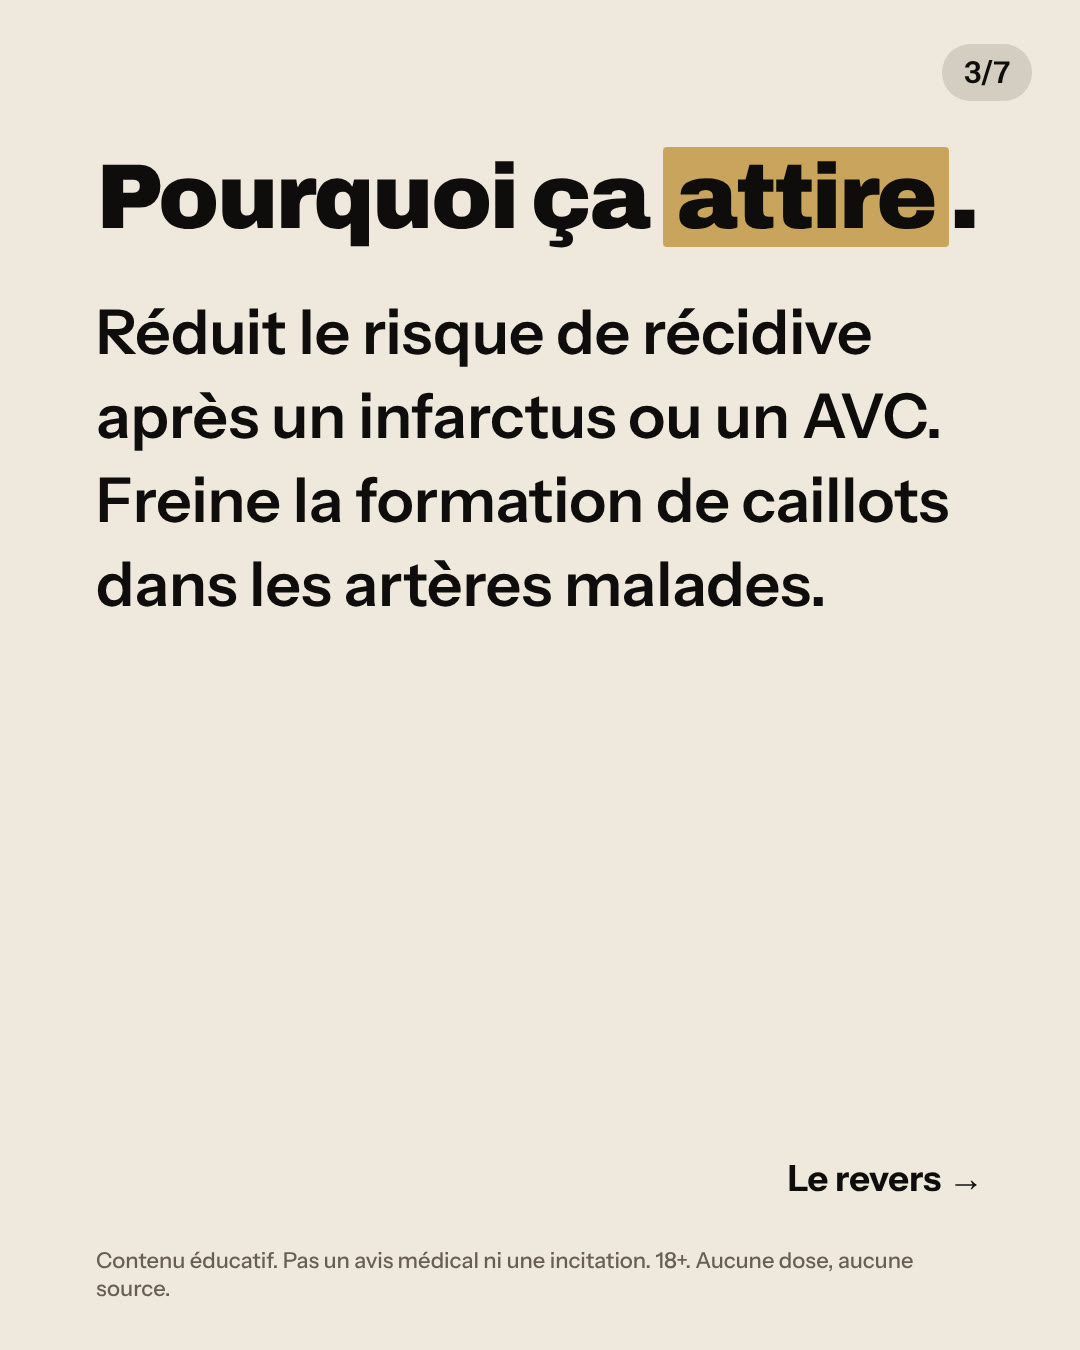 3/7
Pourquoi ça attire.
Réduit le risque de récidive
après un infarctus ou un AVC.
Freine la formation de caillots
dans les artères malades.
Le revers →
Contenu éducatif. Pas un avis médical ni une incitation. 18+. Aucune dose, aucune
source.